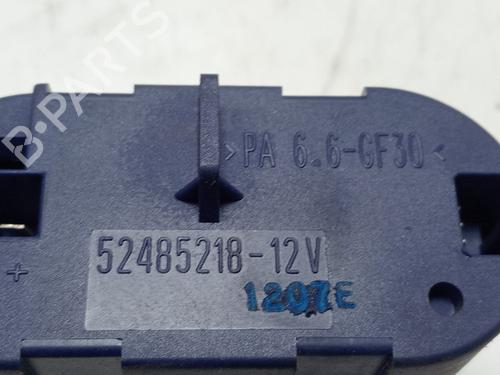 B-PARTS
>PA 6.6-GF30<
+
52485218-12V
1207E